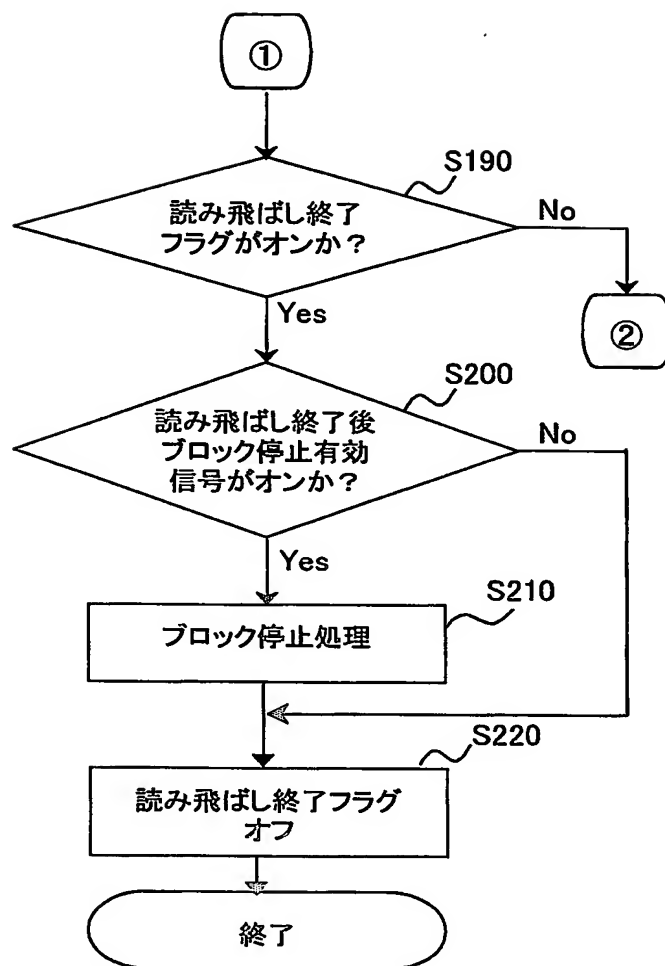 ①
S190
読み飛ばし終了
フラグがオンか？
No
Yes
②
S200
読み飛ばし終了後
ブロック停止有効
信号がオンか？
No
Yes
S210
ブロック停止処理
S220
読み飛ばし終了フラグ
オフ
終了